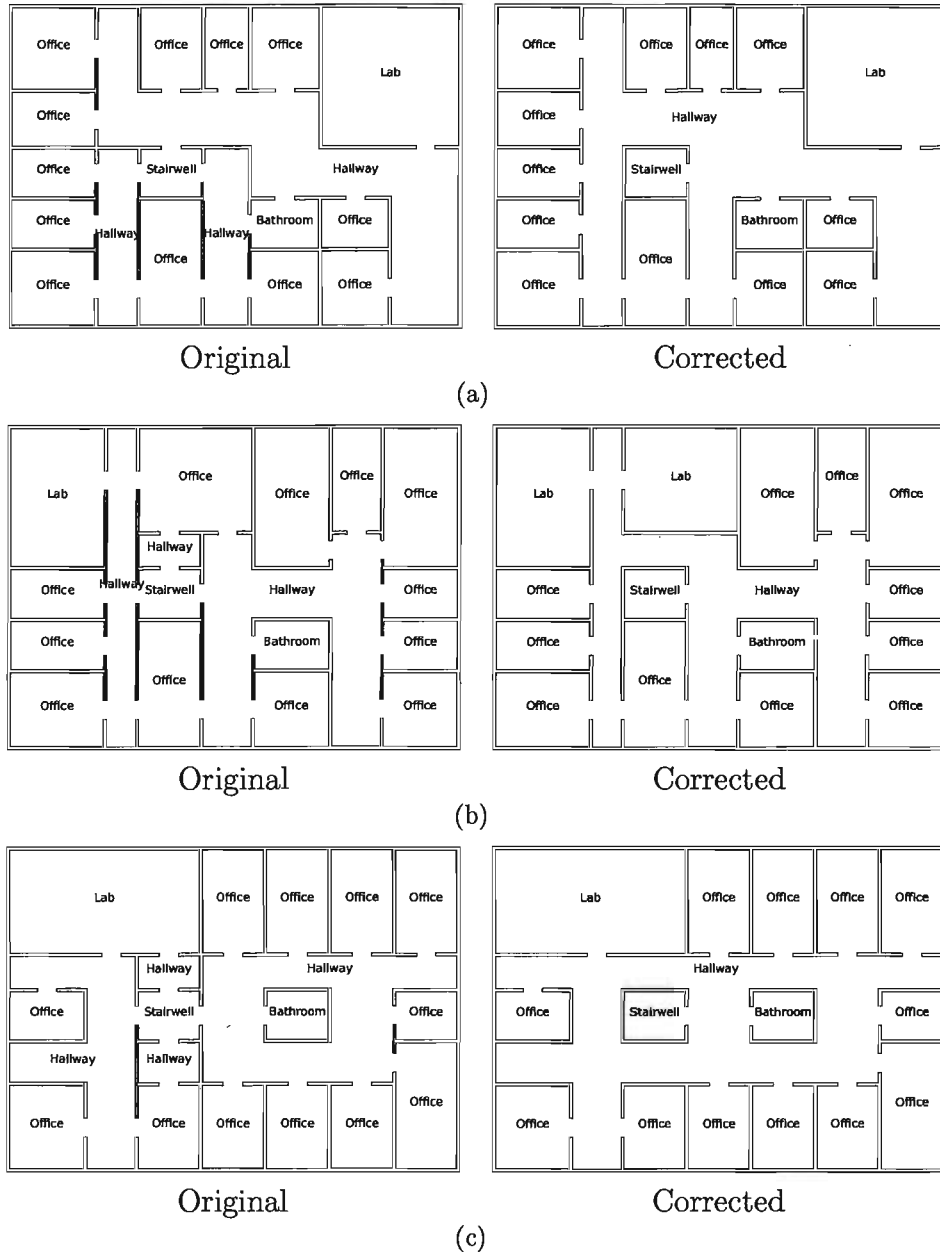 Office Office Office Office Lab
Office
Office Stairwell Hallway
Office Hallway Hallway Bathroom Office
Office Office Office Office
Original
Office Office Office Office Lab
Office Hallway
Office Stairwell
Office Bathroom Office
Office Office Office Office
Corrected
(a)
Lab Office Office Office Office
Hallway
Office Hallway Stairwell Hallway Office
Office Bathroom Office
Office Office Office Office
Original
Lab Lab Office Office Office
Office Stairwell Hallway Office
Office Bathroom Office
Office Office Office Office
Corrected
(b)
Lab Office Office Office Office
Hallway Hallway
Office Stairwell Bathroom Office
Hallway Hallway
Office Office Office Office Office Office
Original
Lab Office Office Office Office
Hallway
Office Stairwell Bathroom Office
Office Office Office Office Office Office
Corrected
(c)